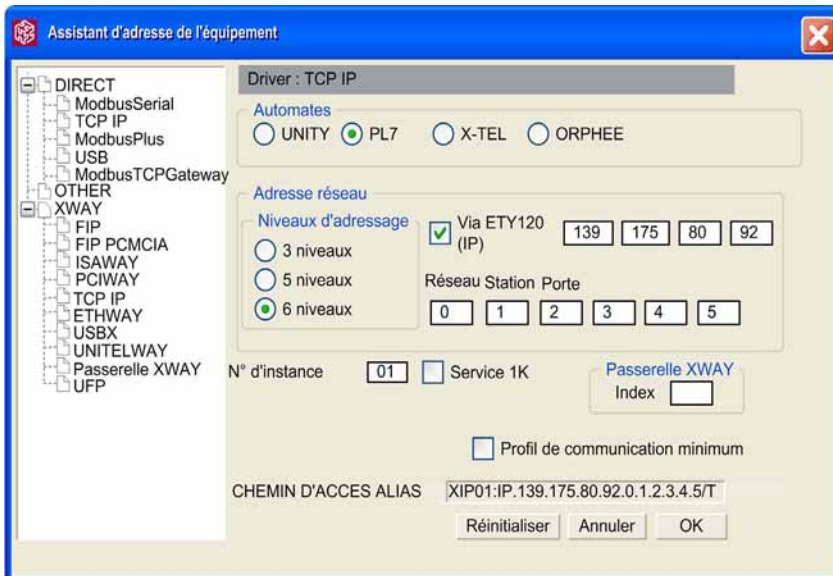 Assistant d'adresse de l'équipement
DIRECT
ModbusSerial
TCP IP
ModbusPlus
USB
ModbusTCPGateway
OTHER
XWAY
FIP
FIP PCMCIA
ISAWAY
PCIWAY
TCP IP
ETHWAY
USBX
UNITELWAY
Passerelle XWAY
UFP
Driver : TCP IP
Automates
UNITY PL7 X-TEL ORPHEE
Adresse réseau
Niveaux d'adressage
3 niveaux
5 niveaux
6 niveaux
Via ETY120 (IP) 139 175 80 92
Réseau Station Porte
0 1 2 3 4 5
N° d'instance 01 Service 1K
Passerelle XWAY
Index
Profil de communication minimum
CHEMIN D'ACCES ALIAS XIP01:IP.139.175.80.92.0.1.2.3.4.5/T
Réinitialiser Annuler OK